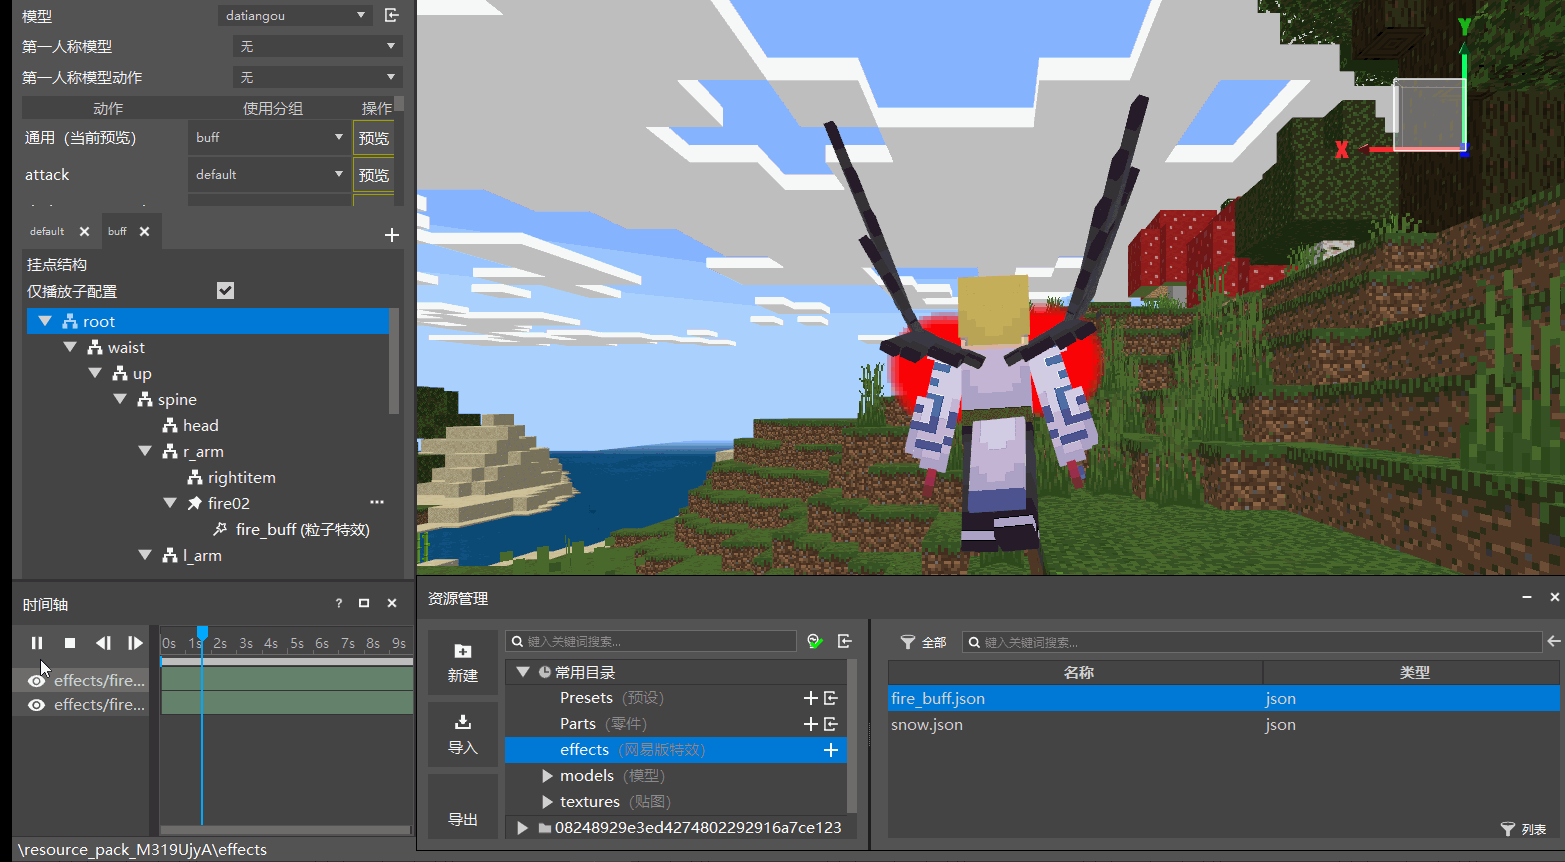 模型
datiangou
第一人称模型
无
第一人称模型动作
无
动作 使用分组 操作
通用（当前预览） buff 预览
attack default 预览
default buff
挂点结构
仅播放子配置
root
waist
up
spine
head
r_arm
rightitem
fire02
fire_buff (粒子特效)
l_arm
Y
X
时间轴
?
0s 1s 2s 3s 4s 5s 6s 7s 8s 9s
effects/fire...
effects/fire...
资源管理
新建
导入
导出
键入关键词搜索...
常用目录
Presets (预设)
Parts (零件)
effects (网易版特效)
models (模型)
textures (贴图)
08248929e3ed4274802292916a7ce123
全部
键入关键词搜索...
名称 类型
fire_buff.json json
snow.json json
列表
\resource_pack_M319UjyA\effects